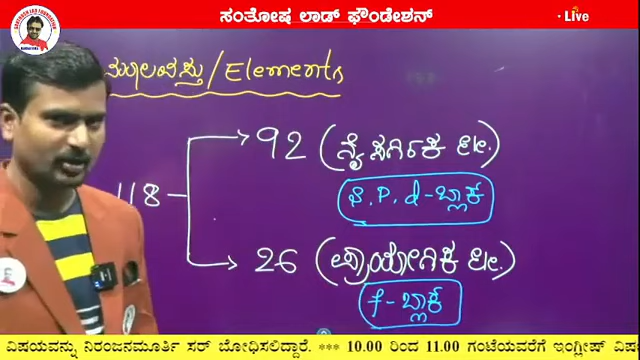 ಸಂತೋಷ ಲಾಡ್ ಫೌಂಡೇಶನ್
Live
ಮೂಲವಸ್ತು / Elements
118
92 (ನೈಸರ್ಗಿಕ ele.)
s, p, d-ಬ್ಲಾಕ್
26 (ಪ್ರಾಯೋಗಿಕ ele.)
f-ಬ್ಲಾಕ್
ವಿಷಯವನ್ನು ನಿರಂಜನಮೂರ್ತಿ ಸರ್ ಬೋಧಿಸಲಿದ್ದಾರೆ. *** 10.00 ರಿಂದ 11.00 ಗಂಟೆಯವರೆಗೆ ಇಂಗ್ಲೀಷ್ ವಿಷ